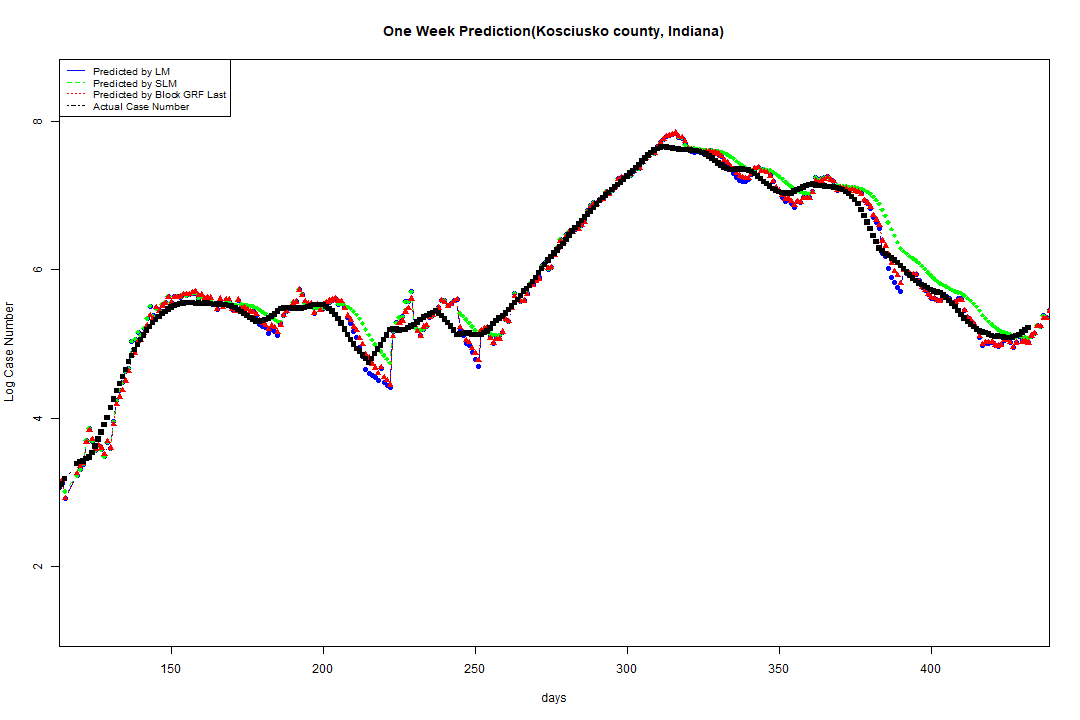 One Week Prediction(Kosciusko county, Indiana)
Predicted by LM
Predicted by SLM
Predicted by Block GRF Last
Actual Case Number
8
6
4
2
Log Case Number
150 200 250 300 350 400
days